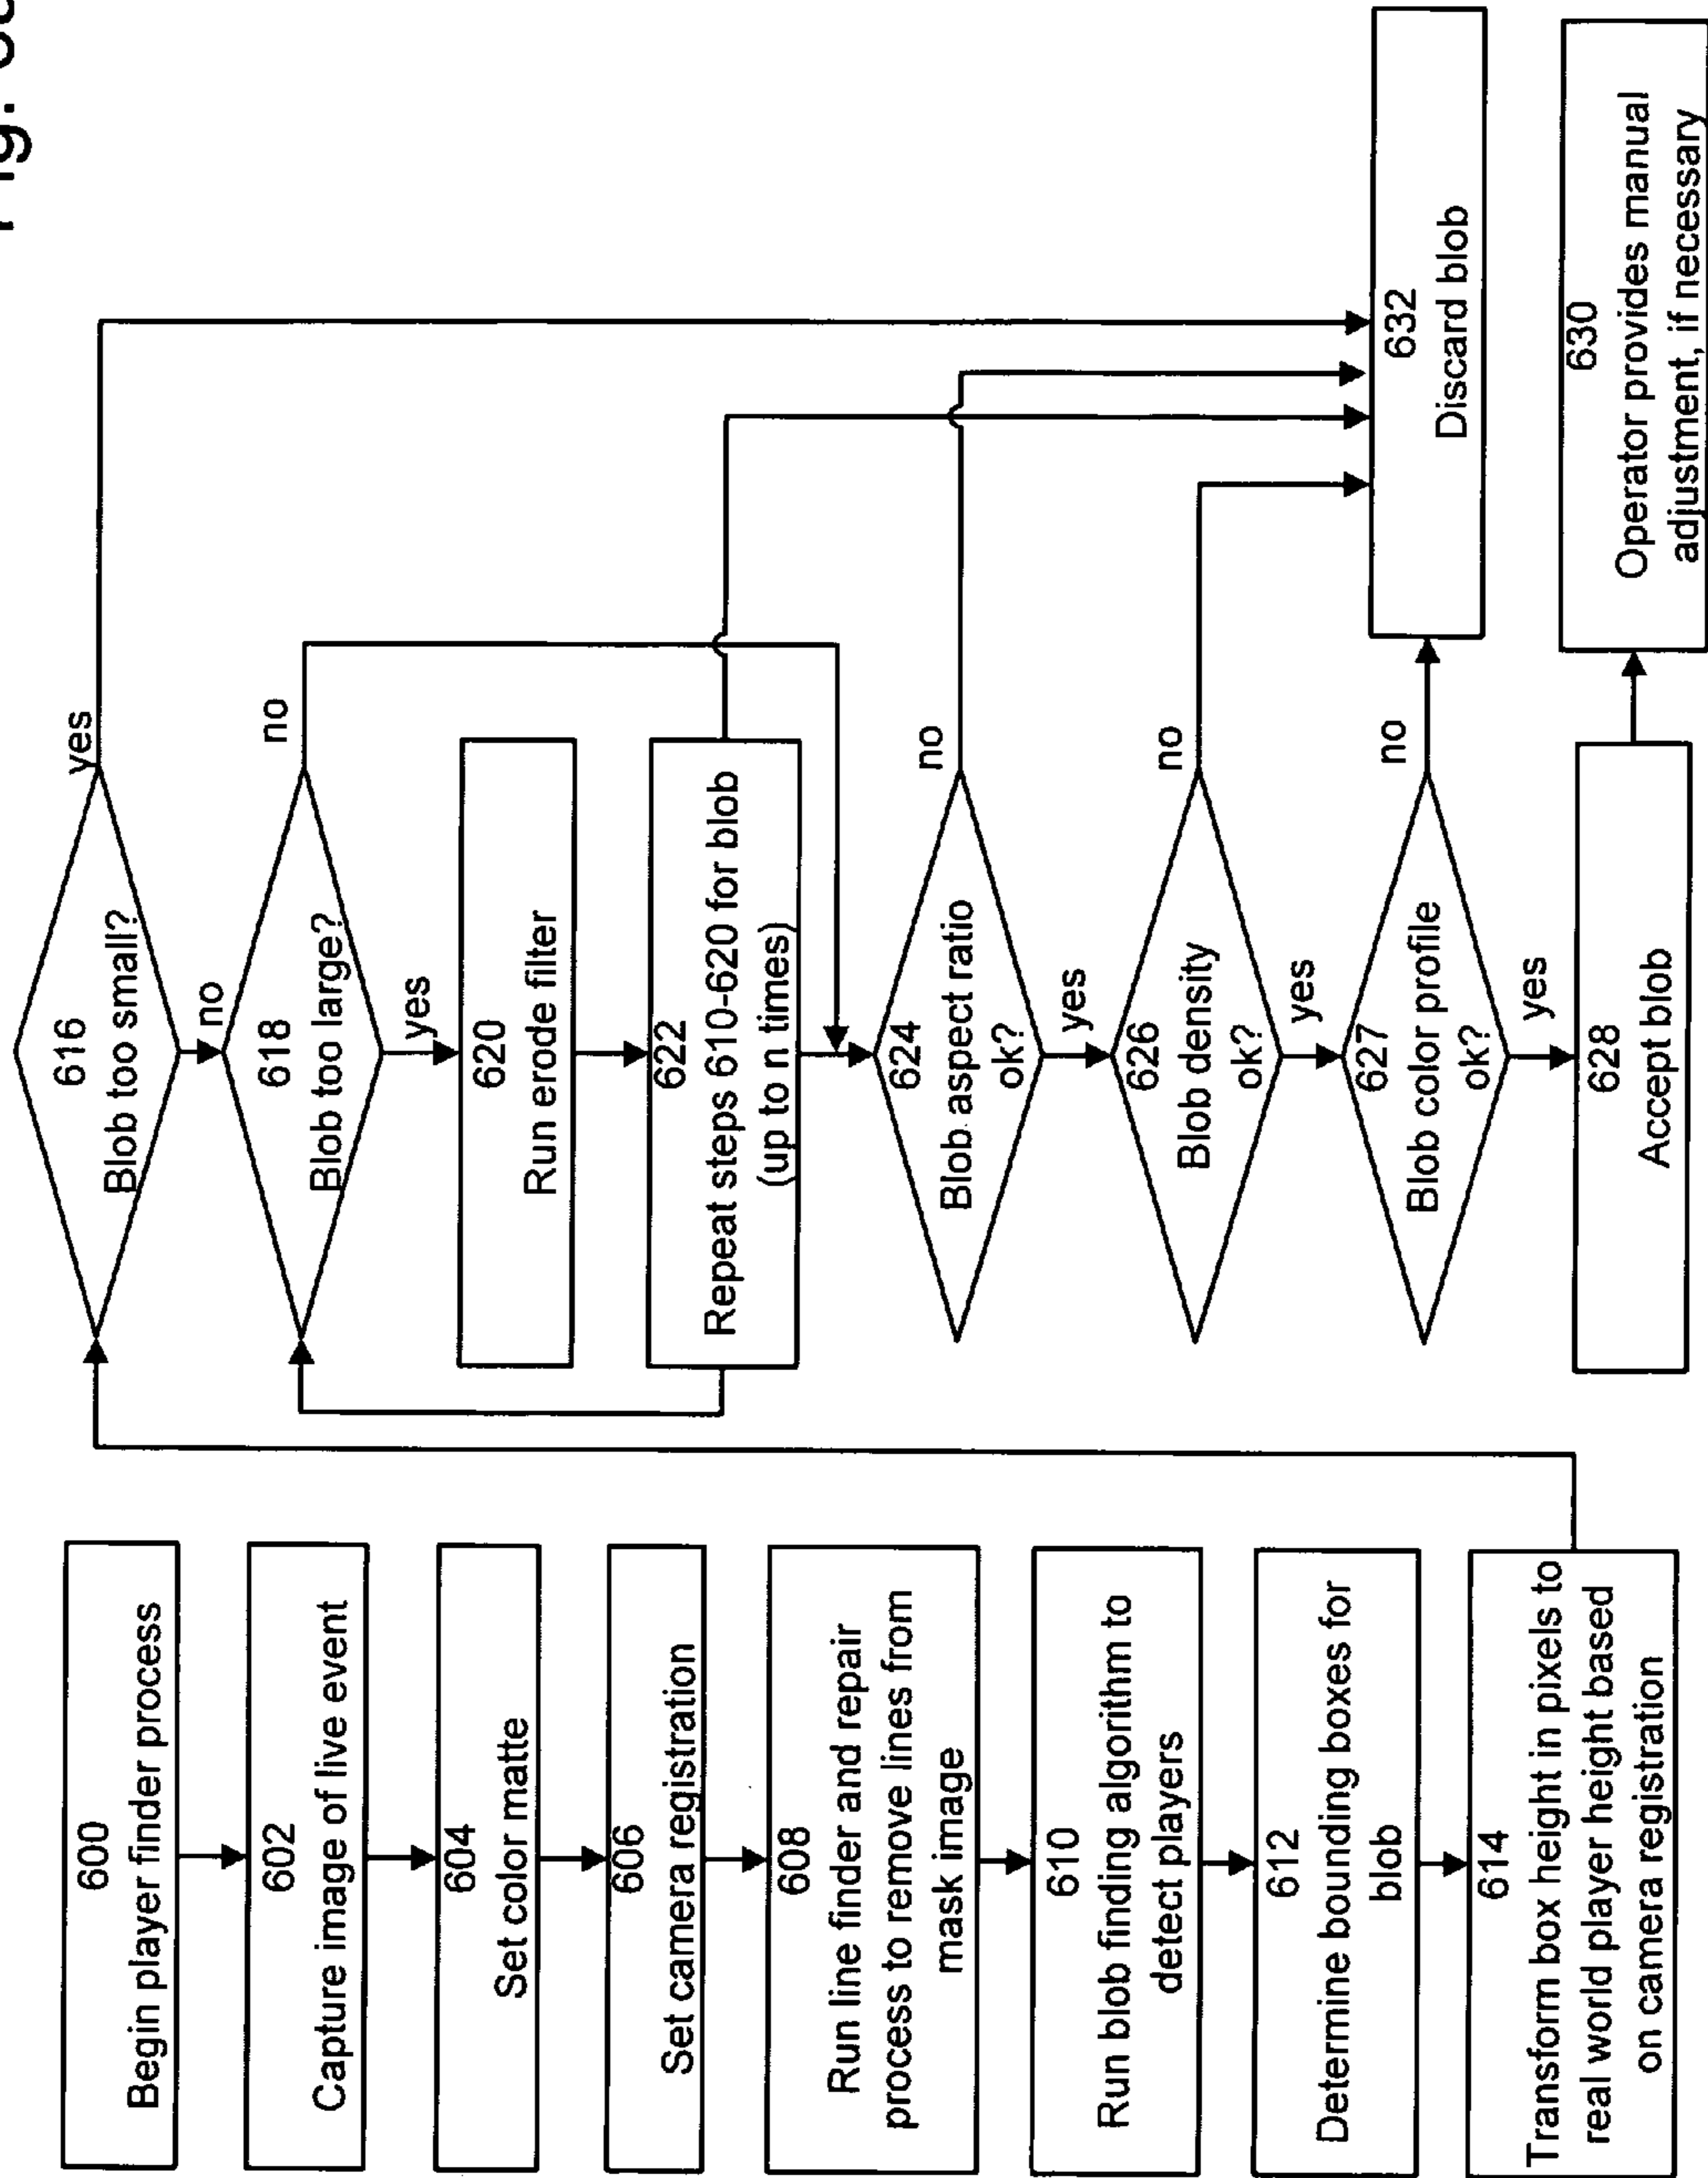 600
Begin player finder process
602
Capture image of live event
604
Set color matte
606
Set camera registration
608
Run line finder and repair
process to remove lines from
mask image
610
Run blob finding algorithm to
detect players
612
Determine bounding boxes for
blob
614
Transform box height in pixels to
real world player height based
on camera registration
616
Blob too small?
yes
no
618
Blob too large?
no
yes
620
Run erode filter
622
Repeat steps 610-620 for blob
(up to n times)
624
Blob aspect ratio
ok?
no
yes
626
Blob density
ok?
no
yes
627
Blob color profile
ok?
no
yes
628
Accept blob
632
Discard blob
630
Operator provides manual
adjustment, if necessary
Fig.